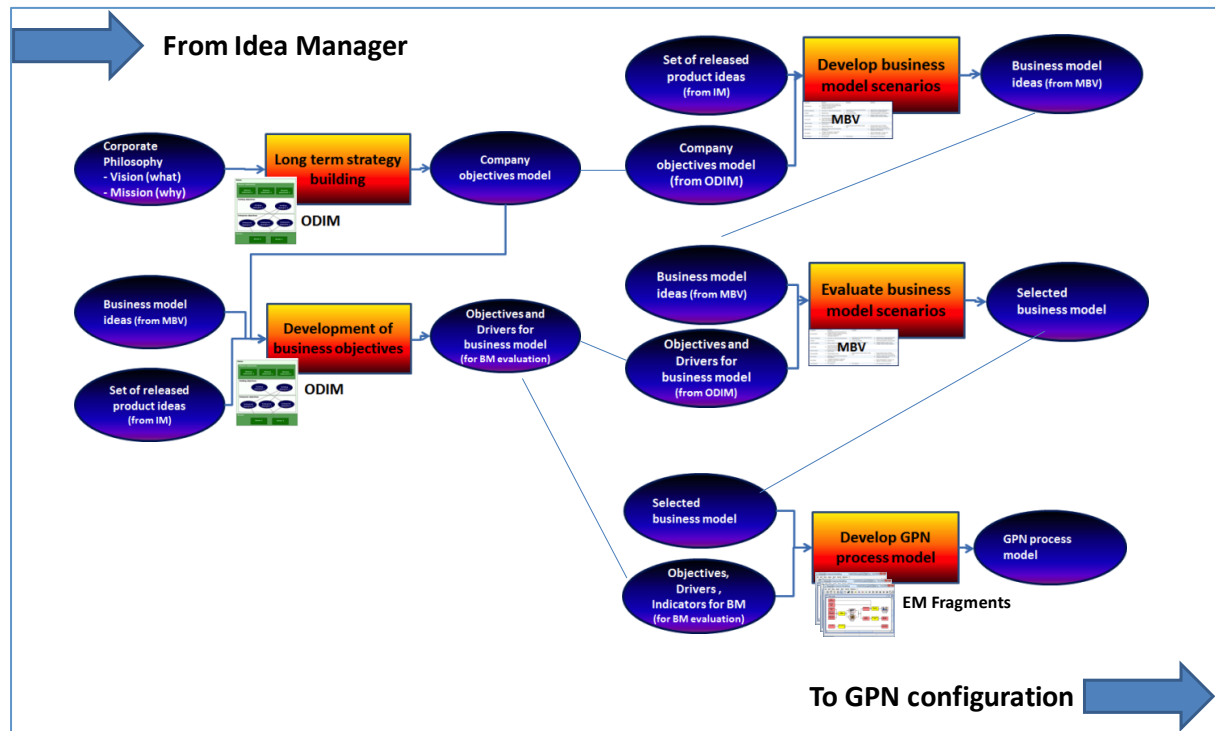 From Idea Manager
Set of released
product ideas
(from IM)
Develop business
model scenarios
MBV
Business model
ideas (from MBV)
Corporate
Philosophy
- Vision (what)
- Mission (why)
Long term strategy
building
ODIM
Company
objectives model
Company
objectives model
(from ODIM)
Business model
ideas (from MBV)
Development of
business objectives
ODIM
Set of released
product ideas
(from IM)
Objectives and
Drivers for
business model
(for BM evaluation)
Business model
ideas (from MBV)
Evaluate business
model scenarios
MBV
Selected
business model
Objectives and
Drivers for
business model
(from ODIM)
Selected
business model
Develop GPN
process model
EM Fragments
GPN process
model
Objectives,
Drivers ,
Indicators for BM
(for BM evaluation)
To GPN configuration